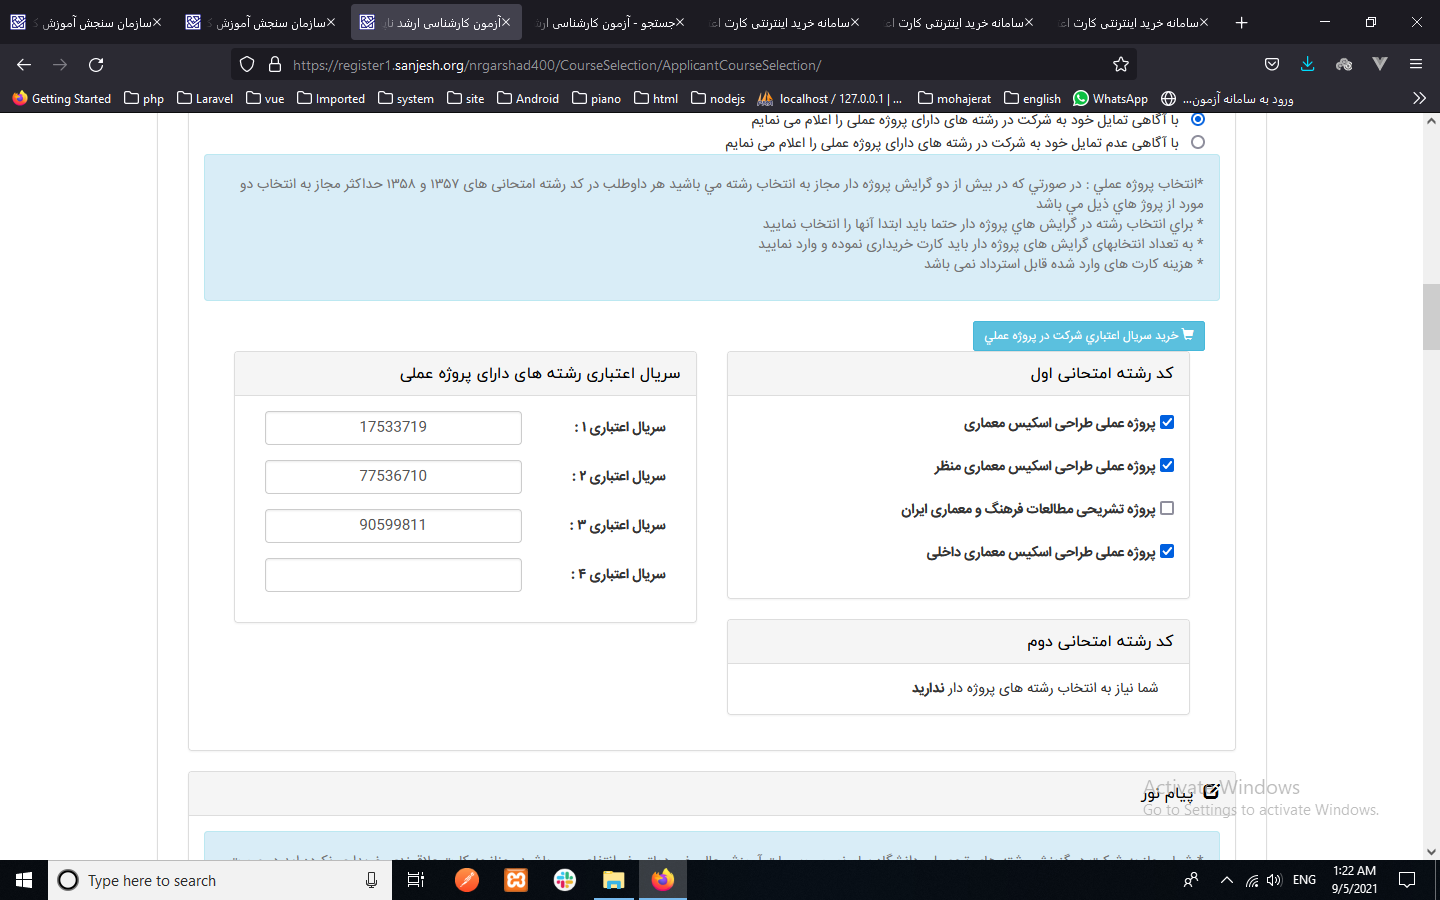 سازمان سنجش آموزش ک
سازمان سنجش آموزش ک
آزمون کارشناسی ارشد ناپ
جستجو - آزمون کارشناسی ارش
سامانه خرید اینترنتی کارت اعت
سامانه خرید اینترنتی کارت اعت
سامانه خرید اینترنتی کارت اعت
https://register1.sanjesh.org/nrgarshad400/CourseSelection/ApplicantCourseSelection/
Getting Started php Laravel vue Imported system site Android piano html nodejs localhost / 127.0.0.1 | ... mohajerat english WhatsApp ورود به سامانه آزمون...
با آگاهی تمایل خود به شرکت در رشته های دارای پروژه عملی را اعلام می نمایم
با آگاهی عدم تمایل خود به شرکت در رشته های دارای پروژه عملی را اعلام می نمایم
*انتخاب پروژه عملي : در صورتي كه در بيش از دو گرايش پروژه دار مجاز به انتخاب رشته مي باشيد هر داوطلب در کد رشته امتحانی های ۱۳۵۷ و ۱۳۵۸ حداکثر مجاز به انتخاب دو
مورد از پروژ هاي ذيل مي باشد
* براي انتخاب رشته در گرايش هاي پروژه دار حتما بايد ابتدا آنها را انتخاب نماييد
* به تعداد انتخابهای گرایش های پروژه دار باید کارت خریداری نموده و وارد نمایید
* هزینه کارت های وارد شده قابل استرداد نمی باشد
خريد سريال اعتباري شركت در پروژه عملي
کد رشته امتحانی اول
پروژه عملی طراحی اسکیس معماری
پروژه عملی طراحی اسکیس معماری منظر
پروژه تشریحی مطالعات فرهنگ و معماری ایران
پروژه عملی طراحی اسکیس معماری داخلی
سریال اعتباری رشته های دارای پروژه عملی
سریال اعتباری ۱ : 17533719
سریال اعتباری ۲ : 77536710
سریال اعتباری ۳ : 90599811
سریال اعتباری ۴ :
کد رشته امتحانی دوم
شما نیاز به انتخاب رشته های پروژه دار ندارید
پیام نور
Activate Windows
Go to Settings to activate Windows.
Type here to search
ENG
1:22 AM
9/5/2021